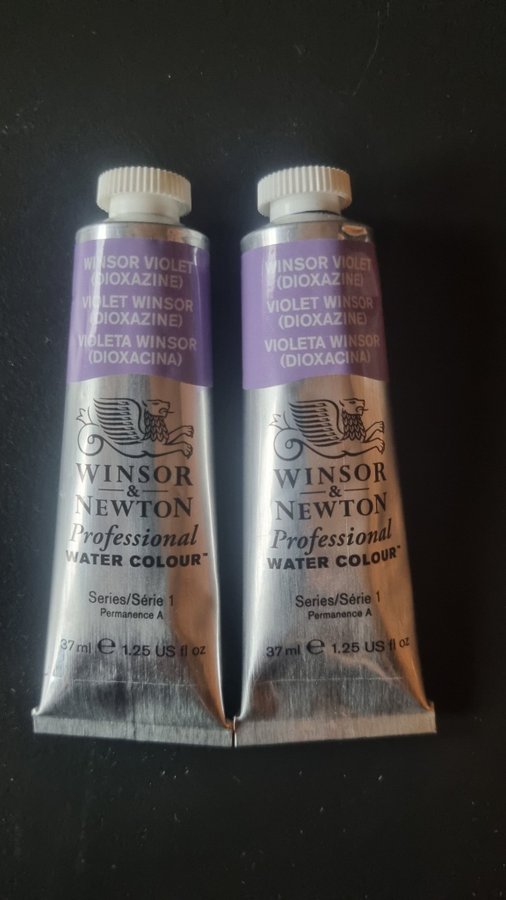 WINSOR VIOLET
(DIOXAZINE)
VIOLET WINSOR
(DIOXAZINE)
VIOLETA WINSOR
(DIOXACINA)
WINSOR
&
NEWTON
Professional
WATER COLOUR™
Series/Série 1
Permanence A
37 ml e 1.25 US fl oz
WINSOR VIOLET
(DIOXAZINE)
VIOLET WINSOR
(DIOXAZINE)
VIOLETA WINSOR
(DIOXACINA)
WINSOR
&
NEWTON
Professional
WATER COLOUR™
Series/Série 1
Permanence A
37 ml e 1.25 US fl oz